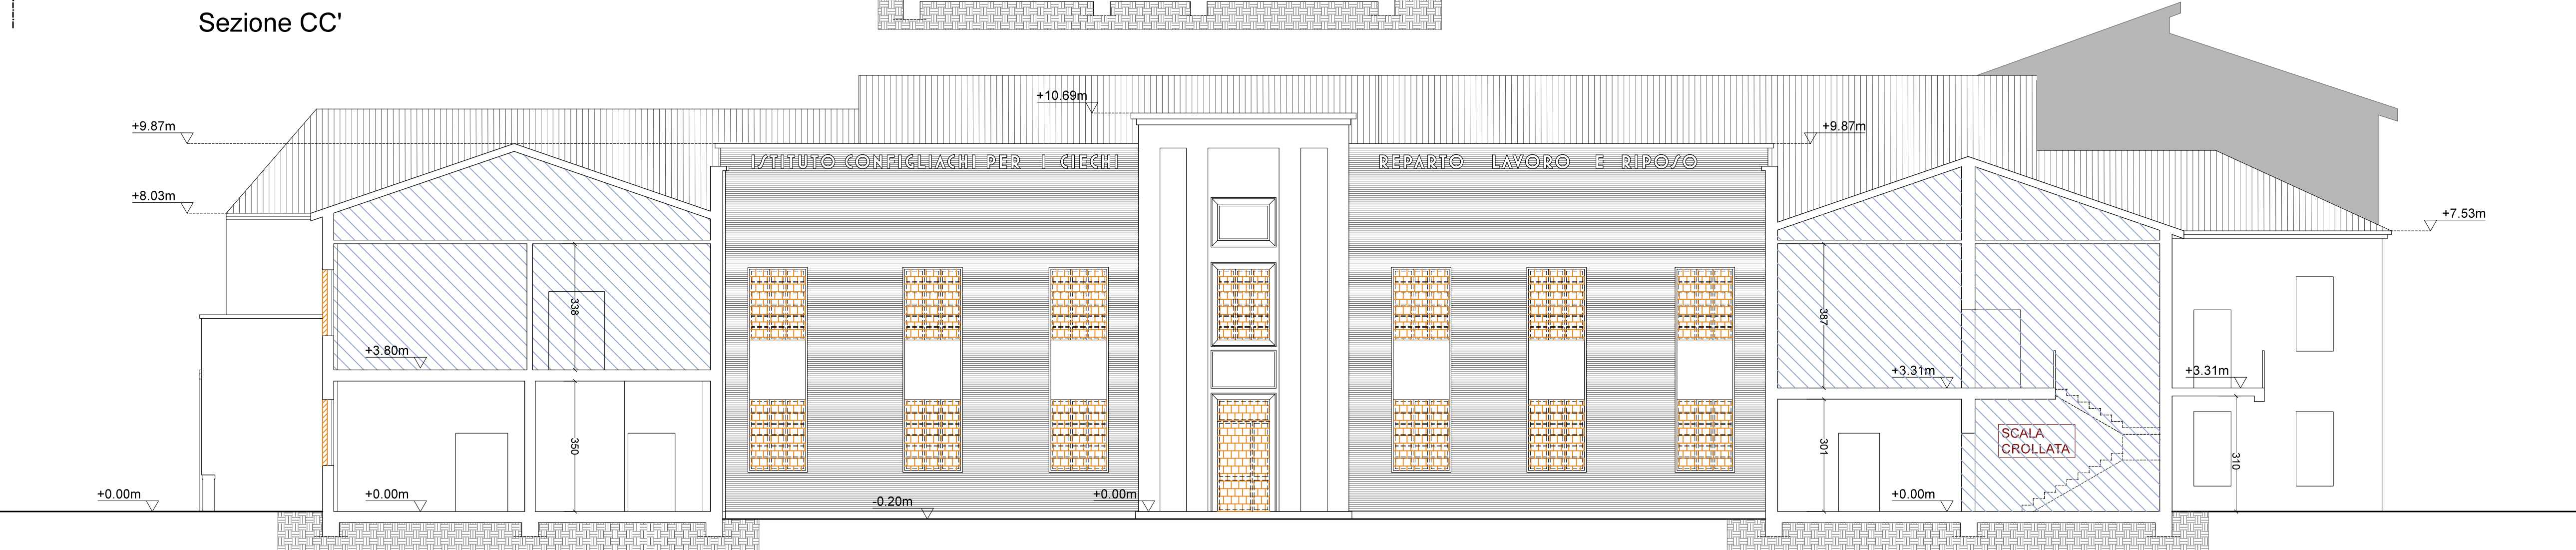 Sezione CC'
+10.69m
+9.87m
+9.87m
ISTITUTO CONFIGLIACHI PER I CIECHI
REPARTO LAVORO E RIPOSO
+8.03m
+7.53m
338
387
+3.80m
+3.31m
+3.31m
350
301
SCALA
CROLLATA
310
+0.00m
+0.00m
-0.20m
+0.00m
+0.00m